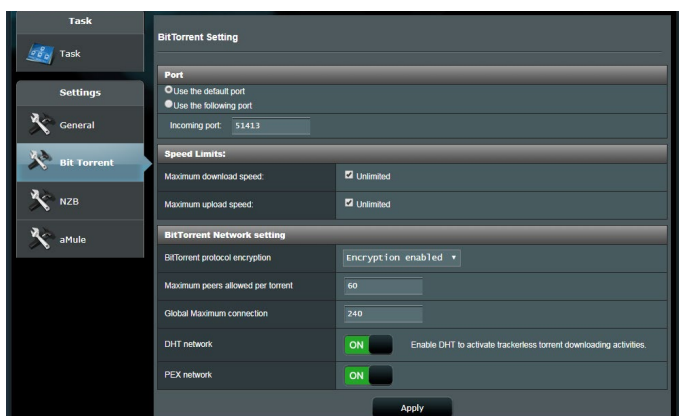 Task
Task
Settings
General
Bit Torrent
NZB
aMule
BitTorrent Setting
Port
Use the default port
Use the following port
Incoming port: 51413
Speed Limits:
Maximum download speed: Unlimited
Maximum upload speed: Unlimited
BitTorrent Network setting
BitTorrent protocol encryption Encryption enabled
Maximum peers allowed per torrent 60
Global Maximum connection 240
DHT network ON Enable DHT to activate trackerless torrent downloading activities.
PEX network ON
Apply